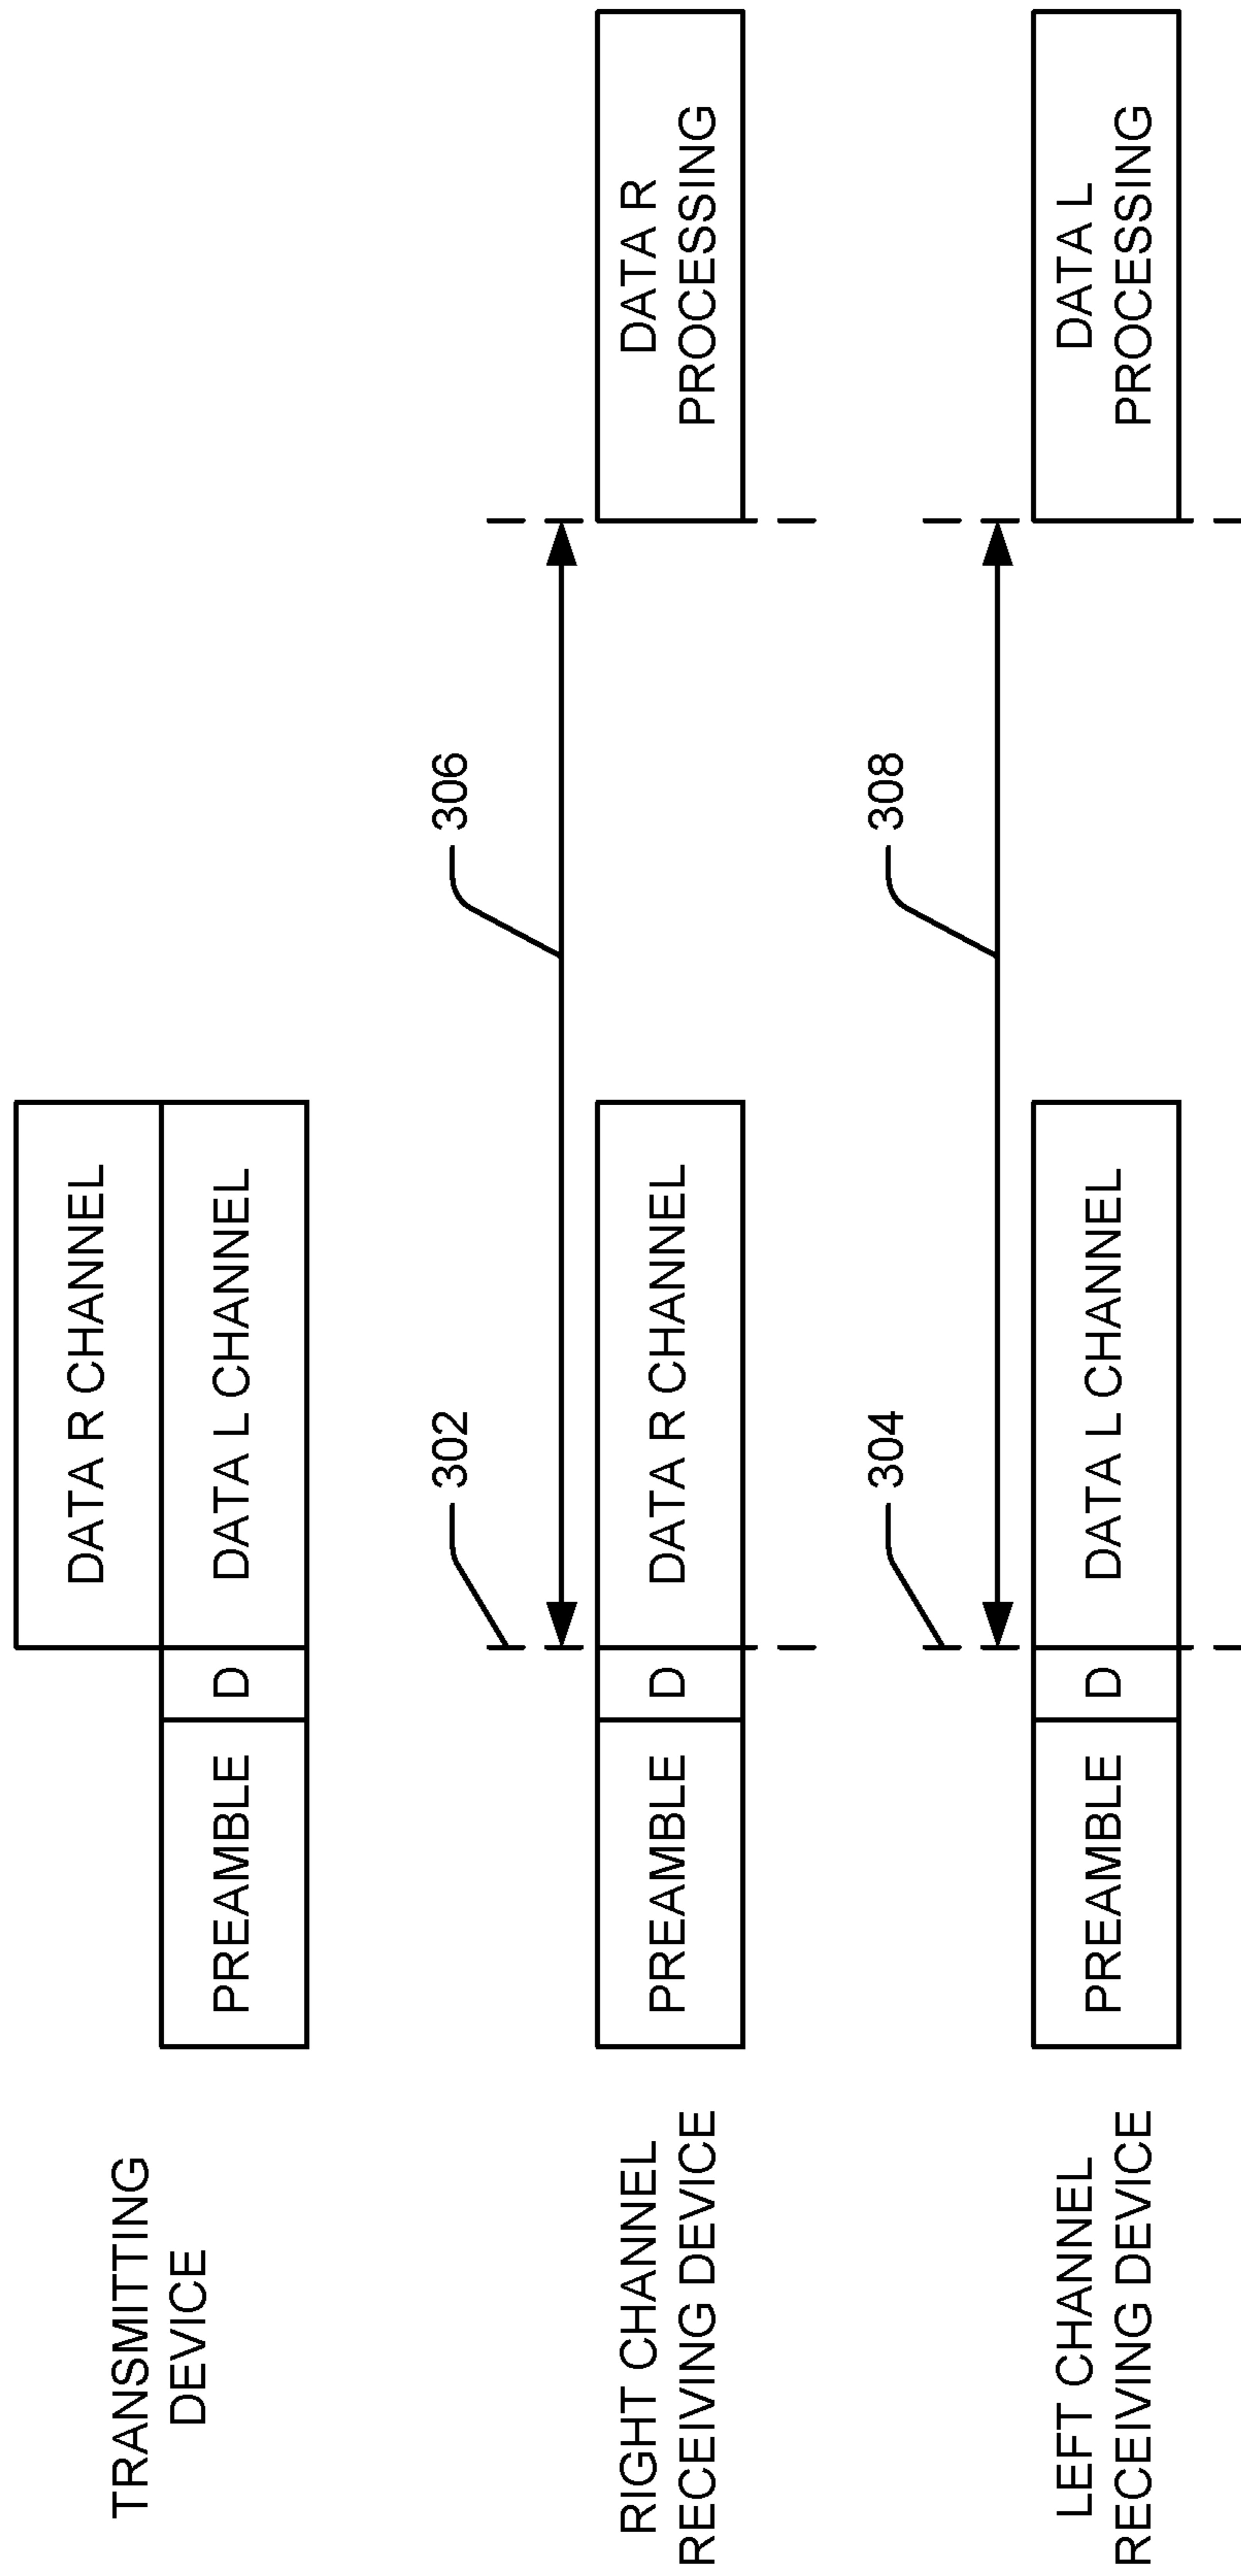 TRANSMITTING
DEVICE
DATA R CHANNEL
PREAMBLE
D
DATA L CHANNEL
302
306
RIGHT CHANNEL
RECEIVING DEVICE
PREAMBLE
D
DATA R CHANNEL
DATA R
PROCESSING
304
308
LEFT CHANNEL
RECEIVING DEVICE
PREAMBLE
D
DATA L CHANNEL
DATA L
PROCESSING